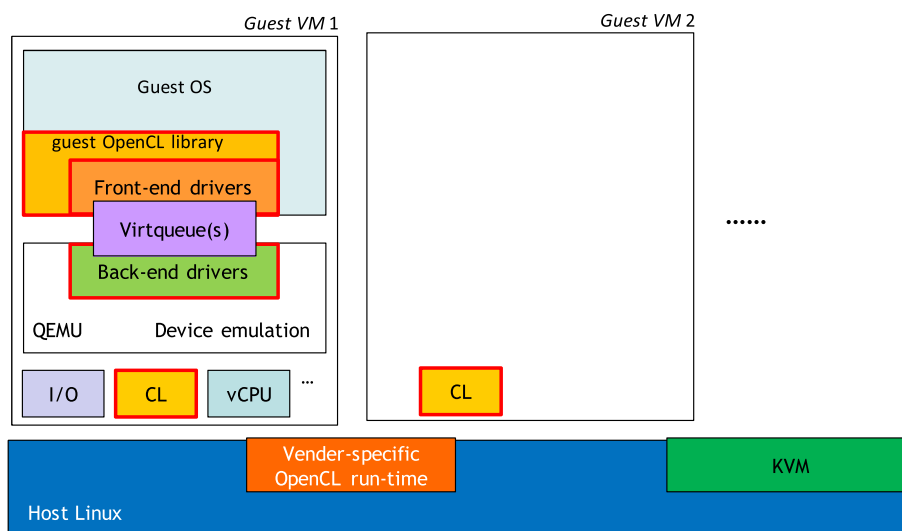 Guest VM 1
Guest VM 2
Guest OS
guest OpenCL library
Front-end drivers
Virtqueue(s)
Back-end drivers
QEMU
Device emulation
I/O
CL
vCPU
...
CL
......
Vender-specific
OpenCL run-time
KVM
Host Linux